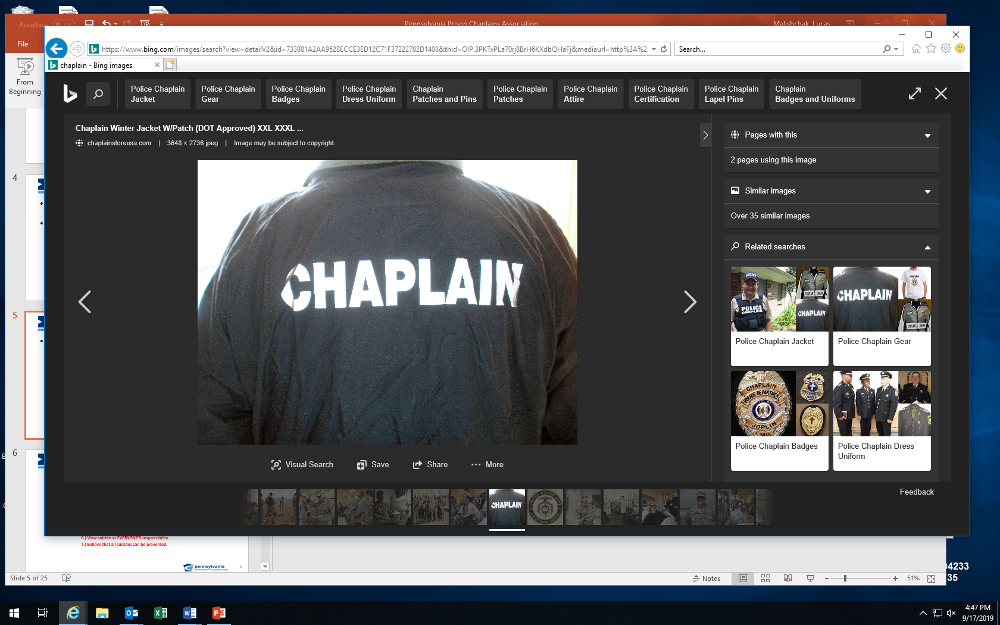 AutoSave Off
Pennsylvania Prison Chaplains Association
Malishchak, Lucas
File
From
Beginning
https://www.bing.com/images/search?view=detailV2&id=733881A2AA9528ECCE3ED12C71F37222782D1408&thid=OIP.3PKTxPLa70rj8BrH6KXdbQHaFj&mediaurl=http%3A%2
Search...
chaplain - Bing images
Police Chaplain
Jacket
Police Chaplain
Gear
Police Chaplain
Badges
Police Chaplain
Dress Uniform
Chaplain
Patches and Pins
Police Chaplain
Patches
Police Chaplain
Attire
Police Chaplain
Certification
Police Chaplain
Lapel Pins
Chaplain
Badges and Uniforms
Chaplain Winter Jacket W/Patch (DOT Approved) XXL XXXL ...
chaplainstoreusa.com | 3648 × 2736 jpeg | Image may be subject to copyright.
CHAPLAIN
Visual Search
Save
Share
More
Pages with this
2 pages using this image
Similar images
Over 35 similar images
Related searches
POLICE
CHAPLAIN
CHAPLAIN
Police Chaplain Jacket
CHAPLAIN
Police Chaplain Gear
CHAPLAIN
POLICE DEPARTMENT
JOPLIN
MO.
Police Chaplain Badges
Police Chaplain Dress
Uniform
Feedback
CHAPLAIN
4
5
6
6.) View suicide as EVERYONE'S responsibility.
7.) Believe that all suicides can be prevented.
pennsylvania
DEPARTMENT OF CORRECTIONS
6
Slide 5 of 25
Notes
51%
4233
35
4:47 PM
9/17/2019